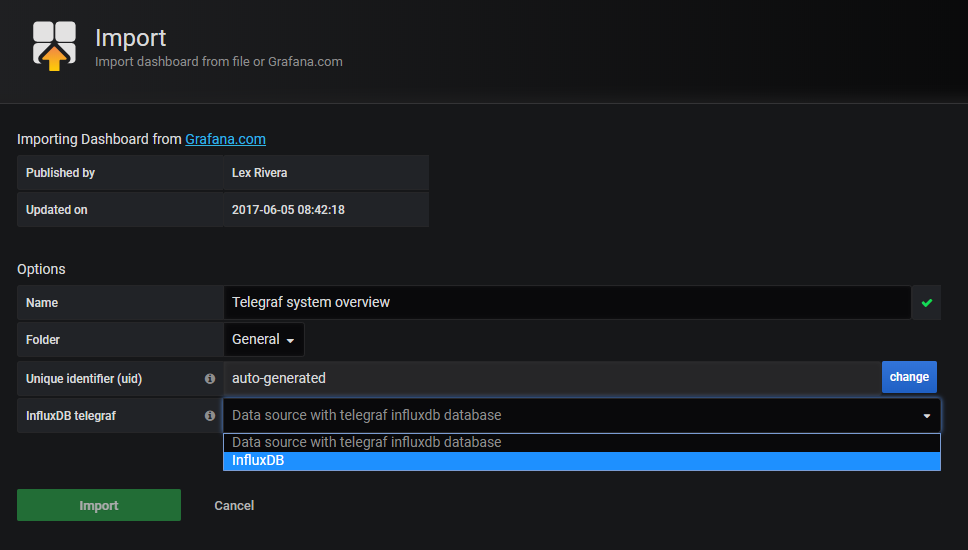 Import
Import dashboard from file or Grafana.com
Importing Dashboard from Grafana.com
Published by Lex Rivera
Updated on 2017-06-05 08:42:18
Options
Name Telegraf system overview
Folder General
Unique identifier (uid) auto-generated change
InfluxDB telegraf Data source with telegraf influxdb database
Data source with telegraf influxdb database
InfluxDB
Import Cancel